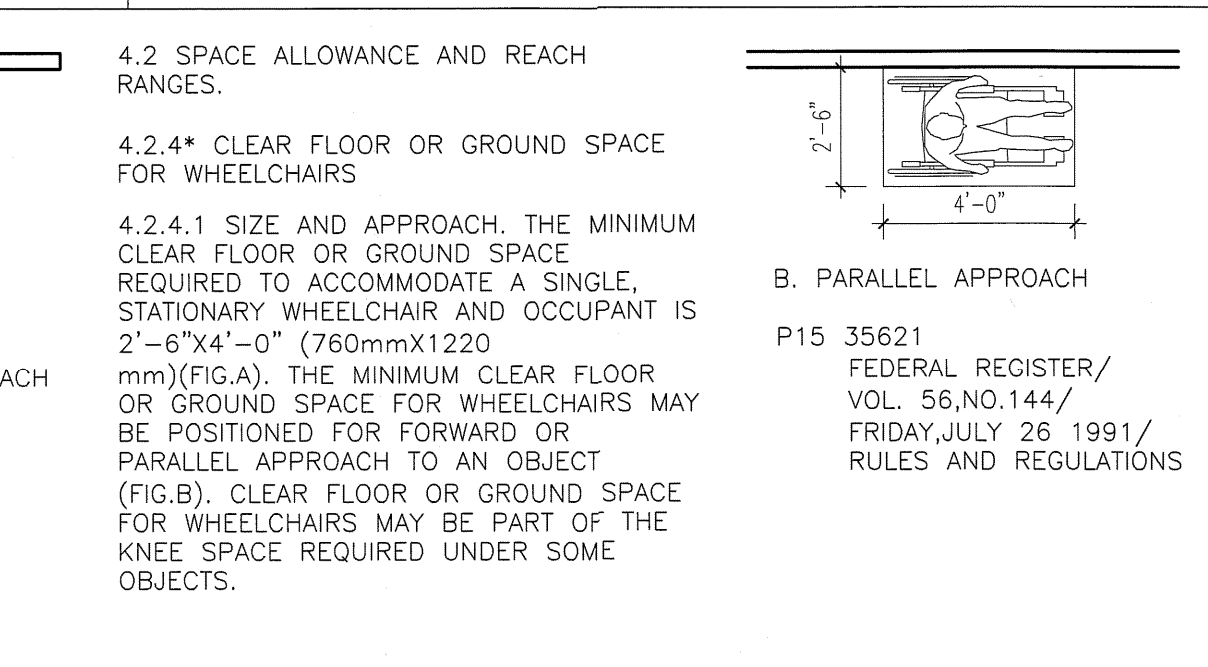 4.2 SPACE ALLOWANCE AND REACH
RANGES.
4.2.4* CLEAR FLOOR OR GROUND SPACE
FOR WHEELCHAIRS
4.2.4.1 SIZE AND APPROACH. THE MINIMUM
CLEAR FLOOR OR GROUND SPACE
REQUIRED TO ACCOMMODATE A SINGLE,
STATIONARY WHEELCHAIR AND OCCUPANT IS
2'-6"X4'-0" (760mmX1220
mm)(FIG.A). THE MINIMUM CLEAR FLOOR
OR GROUND SPACE FOR WHEELCHAIRS MAY
BE POSITIONED FOR FORWARD OR
PARALLEL APPROACH TO AN OBJECT
(FIG.B). CLEAR FLOOR OR GROUND SPACE
FOR WHEELCHAIRS MAY BE PART OF THE
KNEE SPACE REQUIRED UNDER SOME
OBJECTS.
ACH
2'-6"
4'-0"
B. PARALLEL APPROACH
P15 35621
FEDERAL REGISTER/
VOL. 56,NO.144/
FRIDAY,JULY 26 1991/
RULES AND REGULATIONS